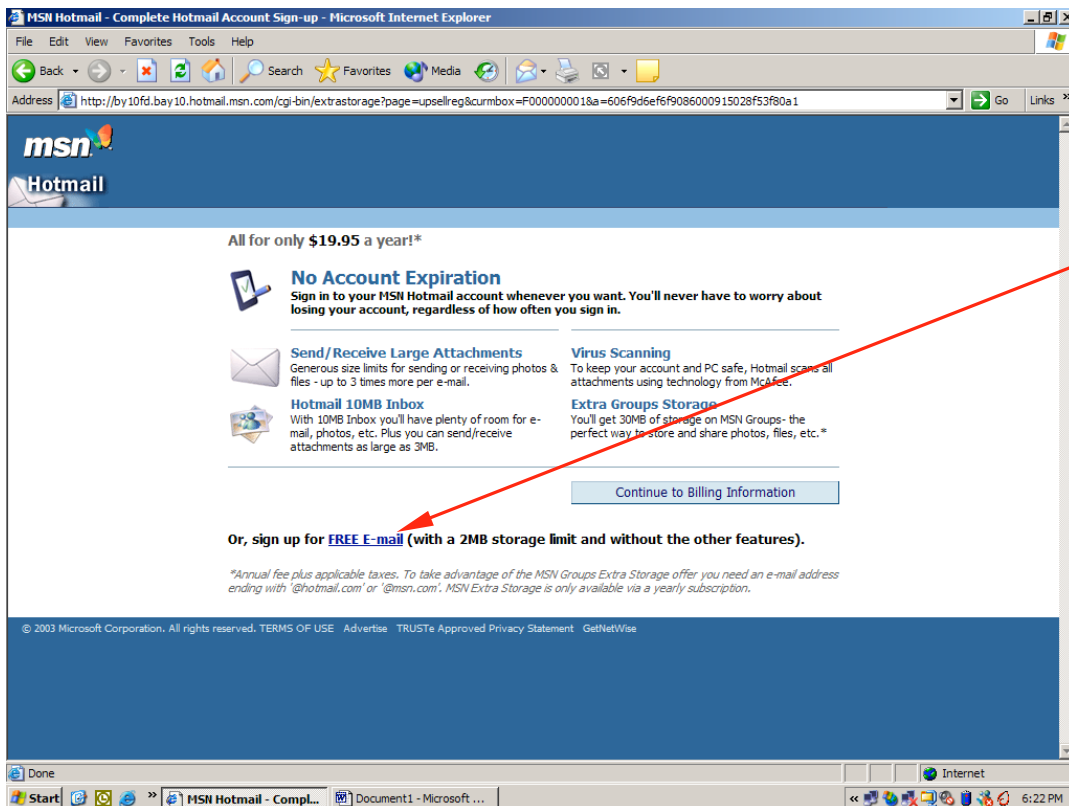 MSN Hotmail - Complete Hotmail Account Sign-up - Microsoft Internet Explorer
File Edit View Favorites Tools Help
Back Search Favorites Media
Address http://by10fd.bay10.hotmail.msn.com/cgi-bin/extrastorage?page=upsellreg&curmbox=F000000001&a=606f9d6ef6f9086000915028f53f80a1 Go Links »
msn
Hotmail
All for only $19.95 a year!*
No Account Expiration
Sign in to your MSN Hotmail account whenever you want. You'll never have to worry about
losing your account, regardless of how often you sign in.
Send/Receive Large Attachments
Generous size limits for sending or receiving photos &
files - up to 3 times more per e-mail.
Virus Scanning
To keep your account and PC safe, Hotmail scans all
attachments using technology from McAfee.
Hotmail 10MB Inbox
With 10MB Inbox you'll have plenty of room for e-
mail, photos, etc. Plus you can send/receive
attachments as large as 3MB.
Extra Groups Storage
You'll get 30MB of storage on MSN Groups- the
perfect way to store and share photos, files, etc.*
Continue to Billing Information
Or, sign up for FREE E-mail (with a 2MB storage limit and without the other features).
*Annual fee plus applicable taxes. To take advantage of the MSN Groups Extra Storage offer you need an e-mail address
ending with '@hotmail.com' or '@msn.com'. MSN Extra Storage is only available via a yearly subscription.
© 2003 Microsoft Corporation. All rights reserved. TERMS OF USE Advertise TRUSTe Approved Privacy Statement GetNetWise
Done Internet
Start » MSN Hotmail - Compl... Document1 - Microsoft ... « 6:22 PM